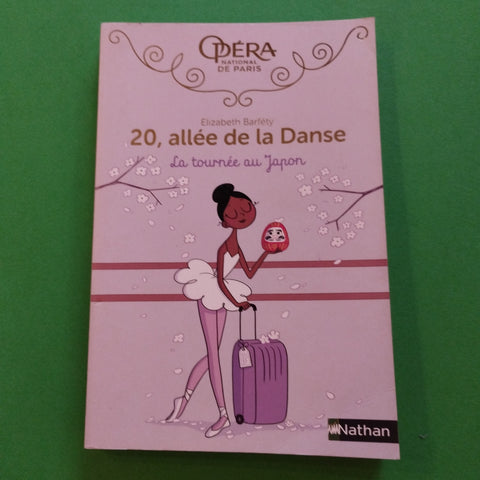 OPÉRA
NATIONAL
DE PARIS
Elizabeth Barféty
20, allée de la Danse
La tournée au Japon
Nathan